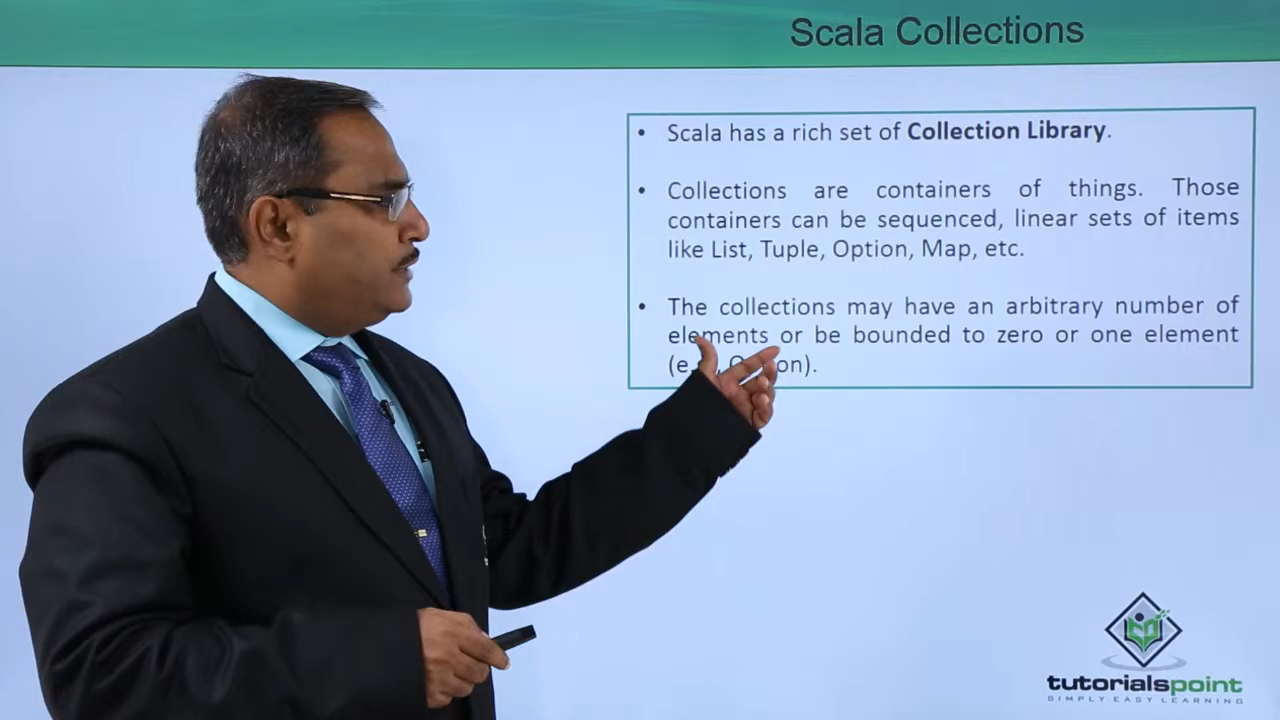 Scala Collections
• Scala has a rich set of Collection Library.
• Collections are containers of things. Those
containers can be sequenced, linear sets of items
like List, Tuple, Option, Map, etc.
• The collections may have an arbitrary number of
elements or be bounded to zero or one element
(e.g. Option).
tutorialspoint
SIMPLY EASY LEARNING